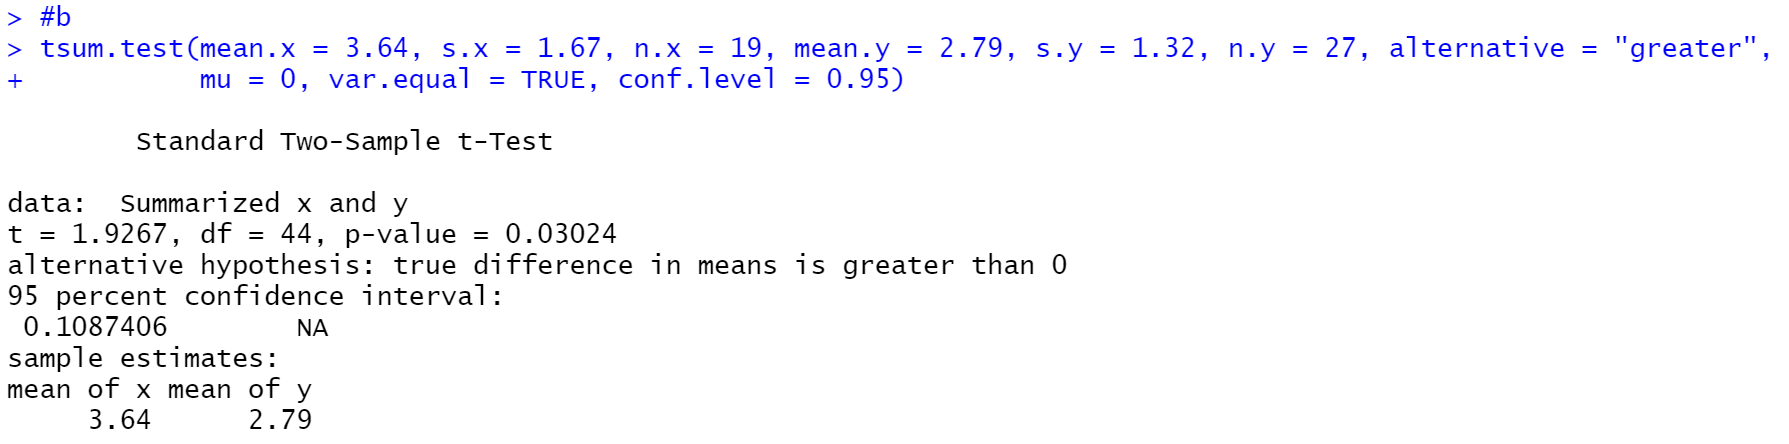 > #b
> tsum.test(mean.x = 3.64, s.x = 1.67, n.x = 19, mean.y = 2.79, s.y = 1.32, n.y = 27, alternative = "greater",
+            mu = 0, var.equal = TRUE, conf.level = 0.95)
Standard Two-Sample t-Test
data:  Summarized x and y
t = 1.9267, df = 44, p-value = 0.03024
alternative hypothesis: true difference in means is greater than 0
95 percent confidence interval:
 0.1087406        NA
sample estimates:
mean of x mean of y
     3.64      2.79